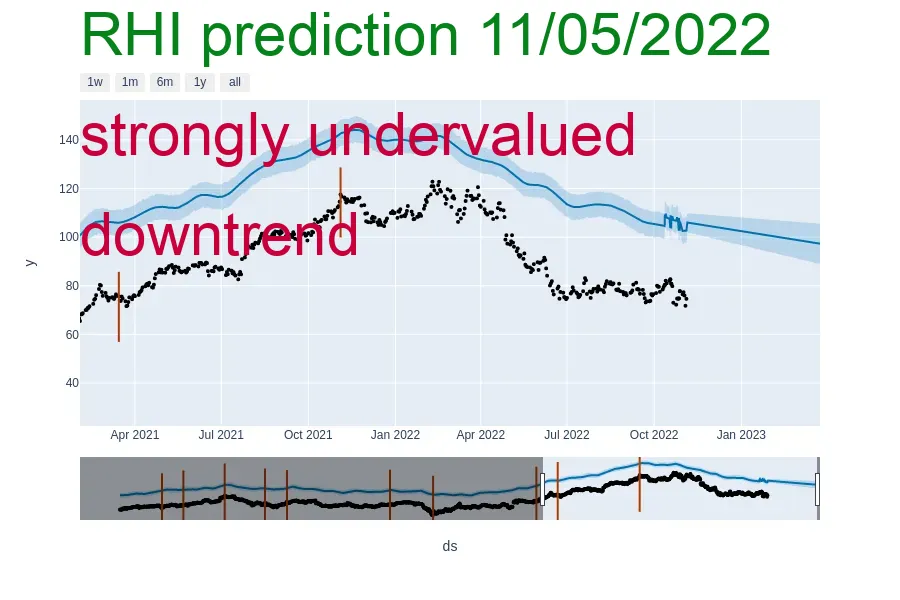 RHI prediction 11/05/2022
1w 1m 6m 1y all
strongly undervalued
downtrend
140
120
100
80
60
40
y
Apr 2021 Jul 2021 Oct 2021 Jan 2022 Apr 2022 Jul 2022 Oct 2022 Jan 2023
ds